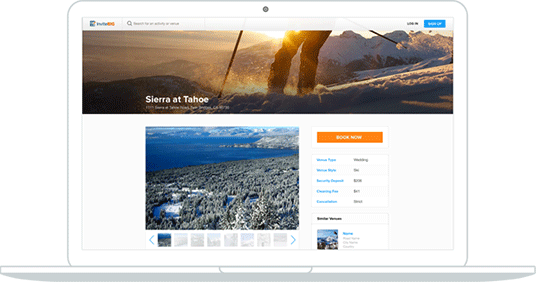 InviteBIG
Search for an activity or venue
LOG IN
SIGN UP
Sierra at Tahoe
1111 Sierra at Tahoe Road, Twin Bridges, CA 95735
BOOK NOW
Venue Type Wedding
Venue Style Ski
Security Deposit
Cleaning Fee
Cancellation Strict
Similar Venues
Name